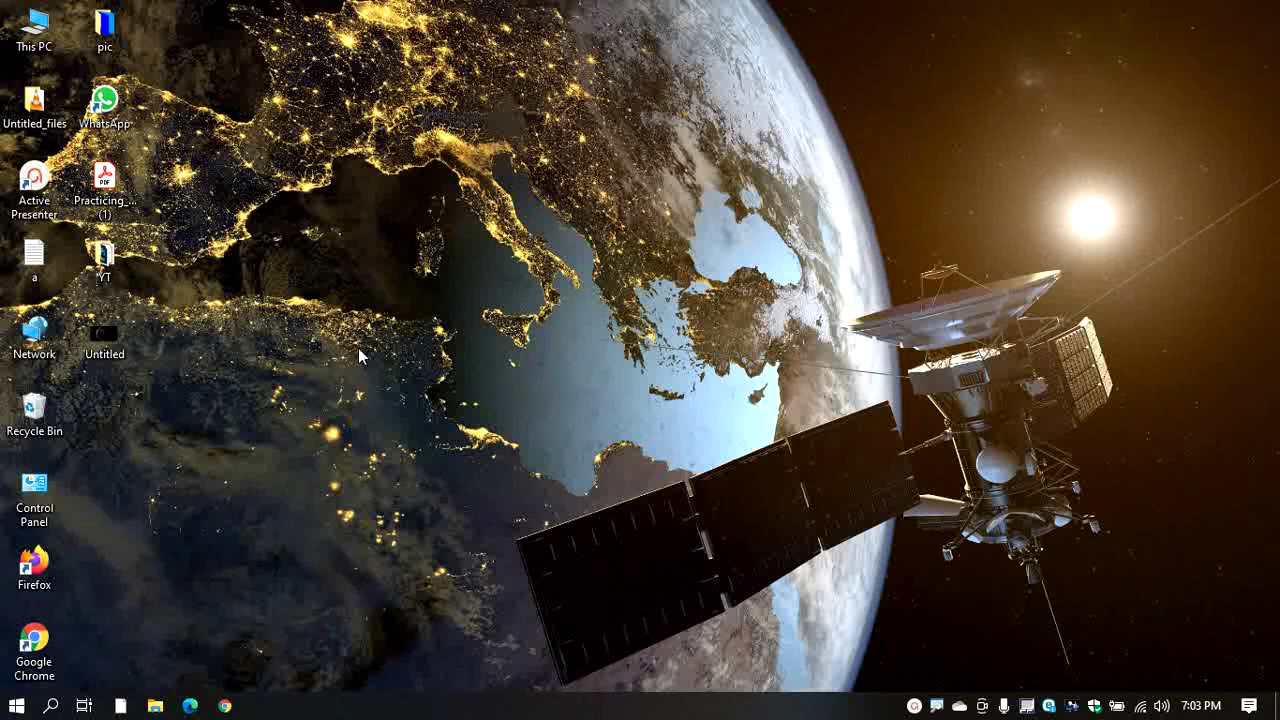 This PC
pic
Untitled_files
WhatsApp
Active
Presenter
Practicing_...
(1)
PDF
a
YT
Network
Untitled
Recycle Bin
Control
Panel
Firefox
Google
Chrome
7:03 PM